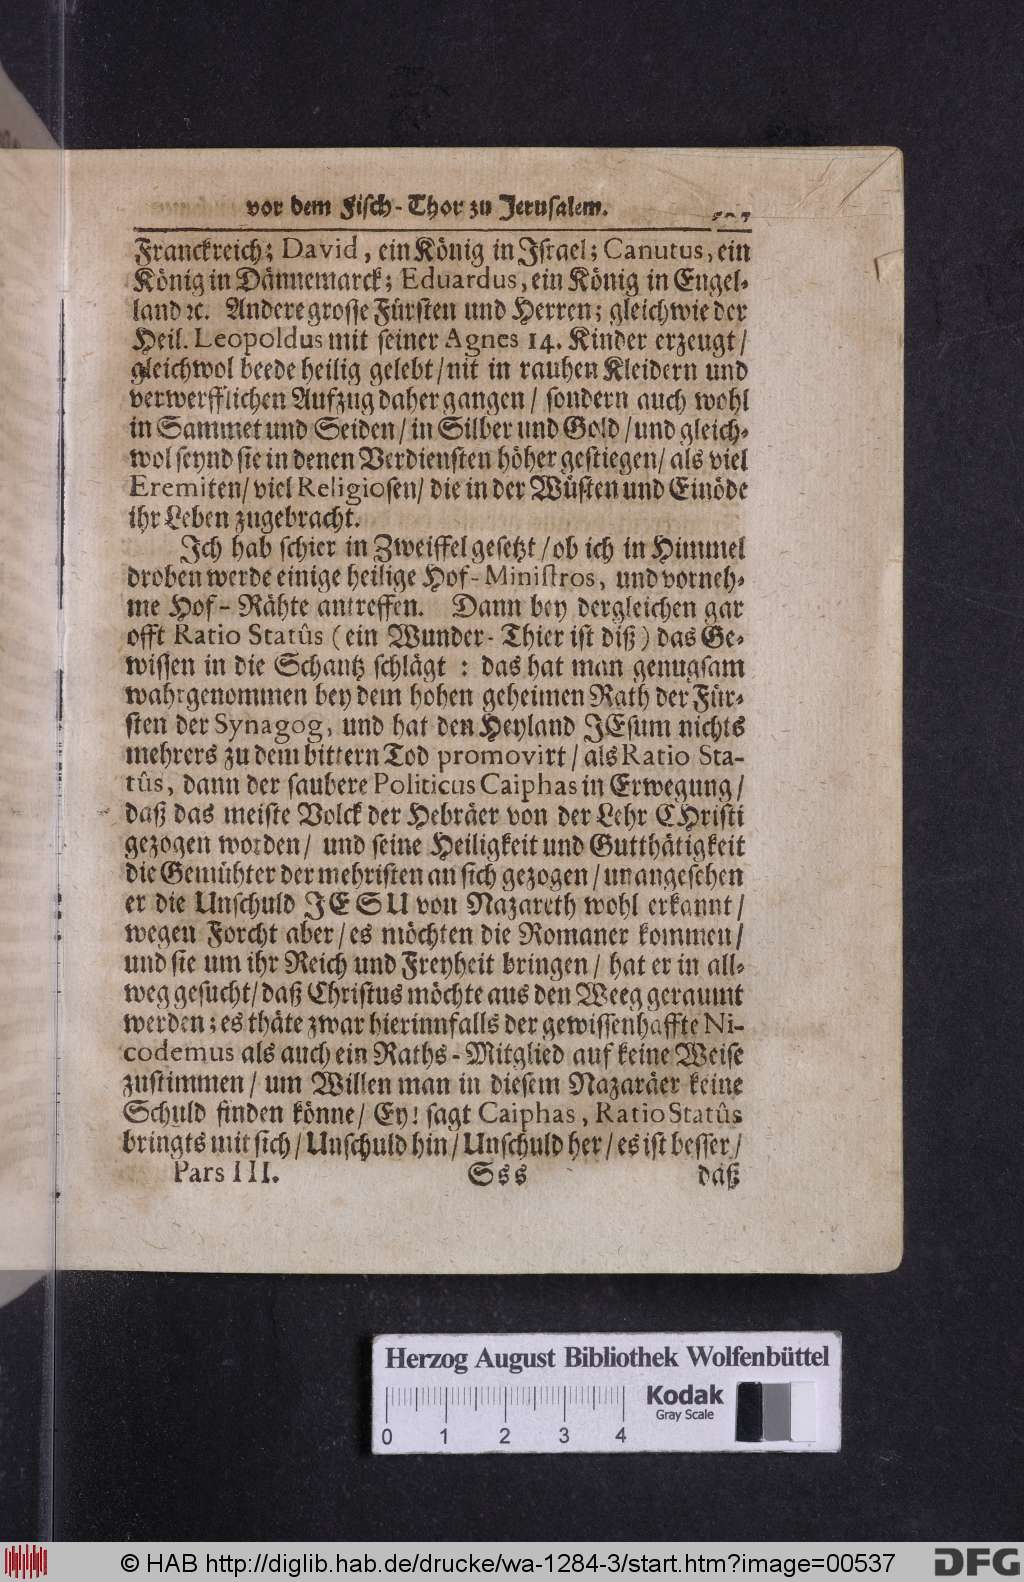 vor dem Fisch-Thor zu Jerusalem.
Franckreich; David, ein König in Israel; Canutus, ein
König in Dännemarck; Eduardus, ein König in Engel-
land ꝛc. Andere grosse Fürsten und Herren; gleichwie der
Heil. Leopoldus mit seiner Agnes 14. Kinder erzeugt/
gleichwol beede heilig gelebt/ nit in rauhen Kleidern und
verwerfflichen Aufzug daher gangen/ sondern auch wohl
in Sammet und Seiden/ in Silber und Gold/ und gleich-
wol seynd sie in denen Verdiensten höher gestiegen/ als viel
Eremiten/ viel Religiosen/ die in der Wüsten und Einöde
ihr Leben zugebracht.
Ich hab schier in Zweiffel gesetzt/ ob ich in Himmel
droben werde einige heilige Hof-Ministros, und vorneh-
me Hof-Rähte antreffen. Dann bey dergleichen gar
offt Ratio Statûs (ein Wunder-Thier ist diß) das Ge-
wissen in die Schantz schlägt: das hat man genugsam
wahrgenommen bey dem hohen geheimen Rath der Für-
sten der Synagog, und hat den Heyland JEsum nichts
mehrers zu dem bittern Tod promovirt/ als Ratio Sta-
tûs, dann der saubere Politicus Caiphas in Erwegung/
daß das meiste Volck der Hebräer von der Lehr CHristi
gezogen worden/ und seine Heiligkeit und Gutthätigkeit
die Gemühter der mehristen an sich gezogen/ unangesehen
er die Unschuld JESU von Nazareth wohl erkannt/
wegen Forcht aber/ es möchten die Romaner kommen/
und sie um ihr Reich und Freyheit bringen/ hat er in all-
weg gesucht/ daß Christus möchte aus den Weeg geraumt
werden; es thäte zwar hierinnfalls der gewissenhaffte Ni-
codemus als auch ein Raths-Mitglied auf keine Weise
zustimmen/ um Willen man in diesem Nazaräer keine
Schuld finden könne/ Ey! sagt Caiphas, Ratio Statûs
bringts mit sich/ Unschuld hin/ Unschuld her/ es ist besser/
Pars III. Sss daß
Herzog August Bibliothek Wolfenbüttel
Kodak
Gray Scale
0 1 2 3 4
© HAB http://diglib.hab.de/drucke/wa-1284-3/start.htm?image=00537 DFG